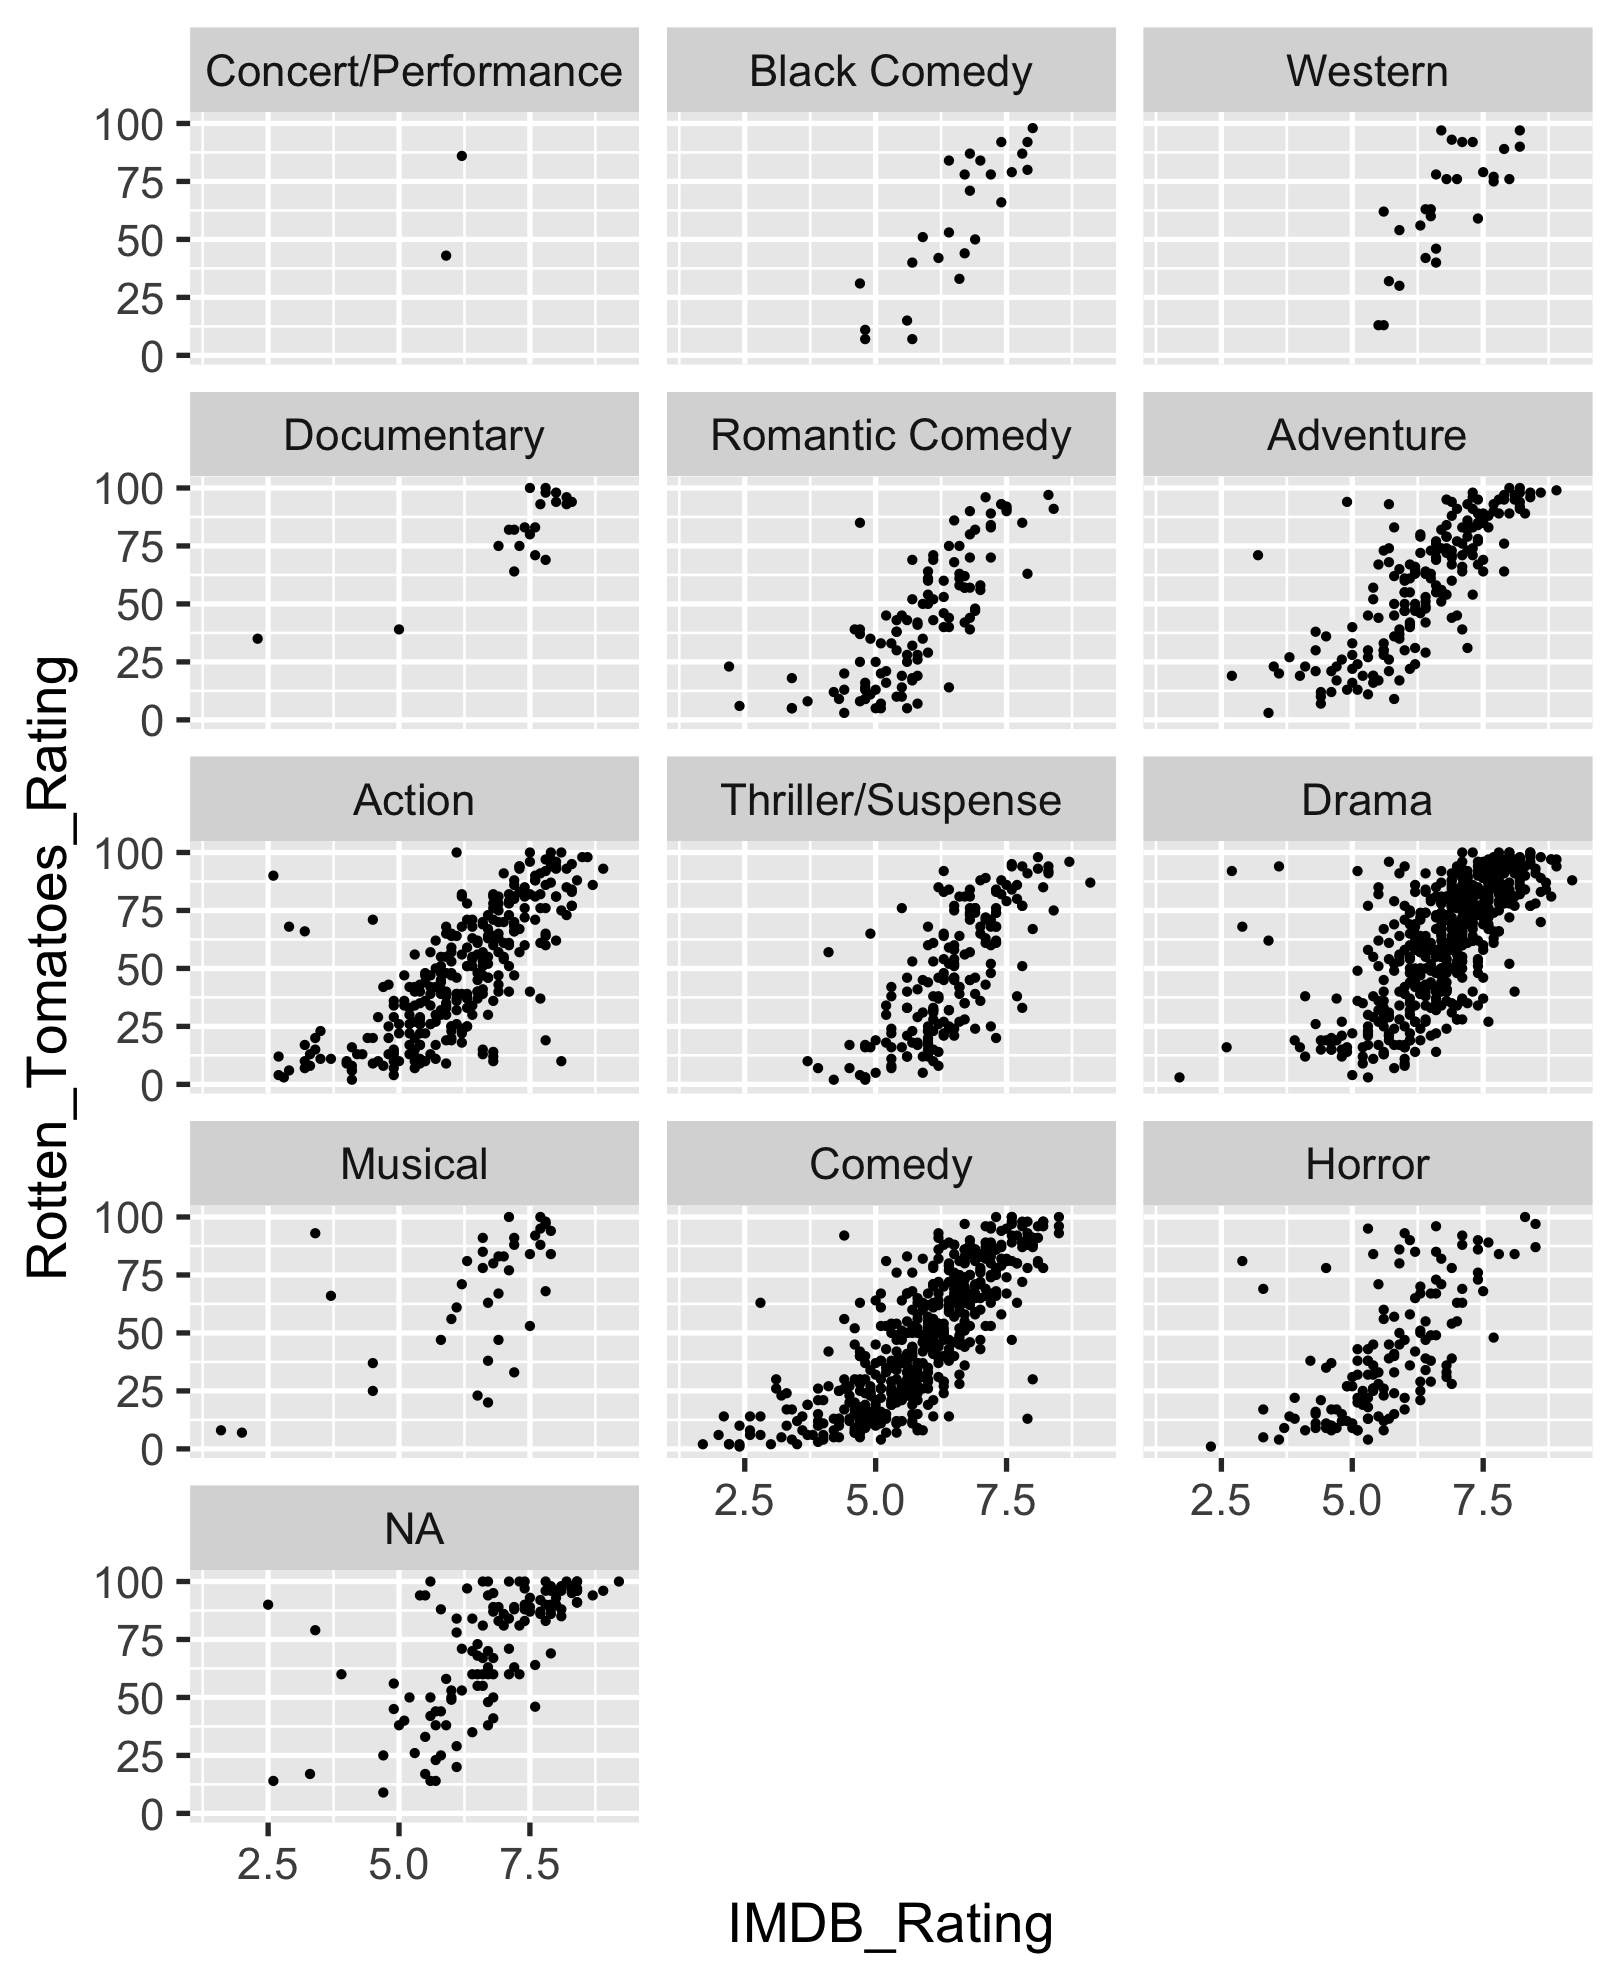 Concert/Performance Black Comedy Western
100
75
50
25
0
Documentary Romantic Comedy Adventure
100
75
50
25
0
Action Thriller/Suspense Drama
100
75
50
25
0
Musical Comedy Horror
100
75
50
25
0
2.5 5.0 7.5 2.5 5.0 7.5
NA
100
75
50
25
0
2.5 5.0 7.5
IMDB_Rating
Rotten_Tomatoes_Rating